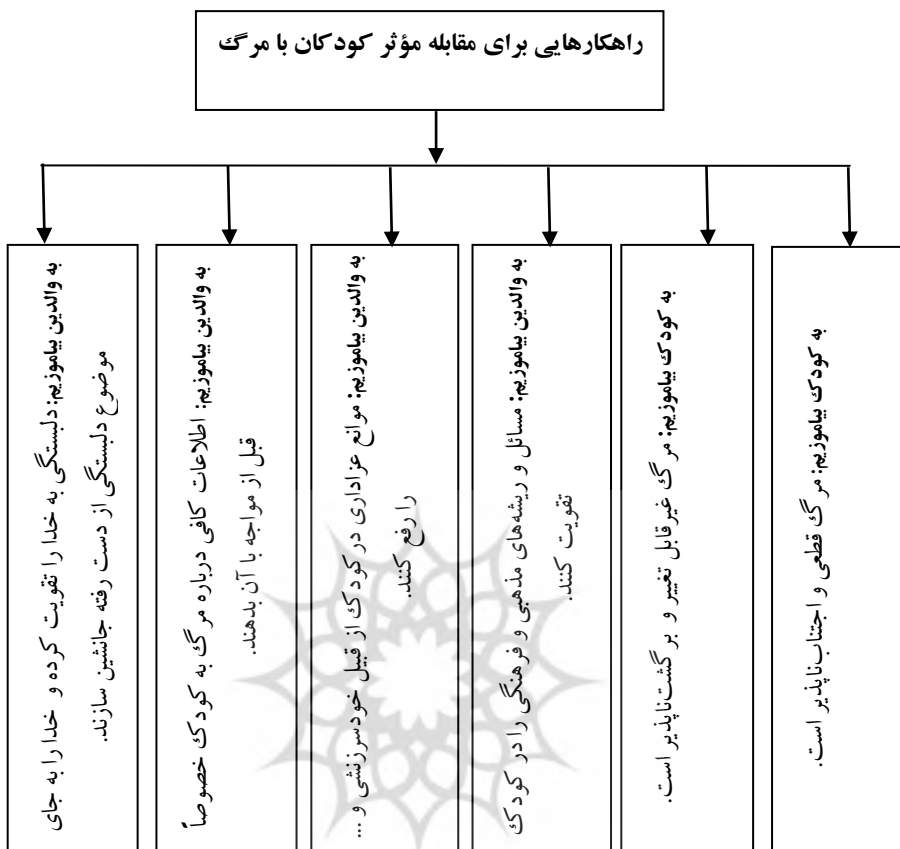 راهکارهایی برای مقابله مؤثر کودکان با مرگ
به کودک بیاموزیم: مرگ قطعی و اجتناب‌ناپذیر است.
به کودک بیاموزیم: مرگ غیرقابل تغییر و برگشت‌ناپذیر است.
به والدین بیاموزیم: مسائل و ریشه‌های مذهبی و فرهنگی را در کودک
تقویت کنند.
به والدین بیاموزیم: موانع عزاداری در کودک از قبیل خودسرزنشی و ...
را رفع کنند.
به والدین بیاموزیم: اطلاعات کافی درباره مرگ به کودک خصوصاً
قبل از مواجه با آن بدهند.
به والدین بیاموزیم: دلبستگی به خدا را تقویت کرده و خدا را به جای
موضوع دلبستگی از دست رفته جانشین سازند.